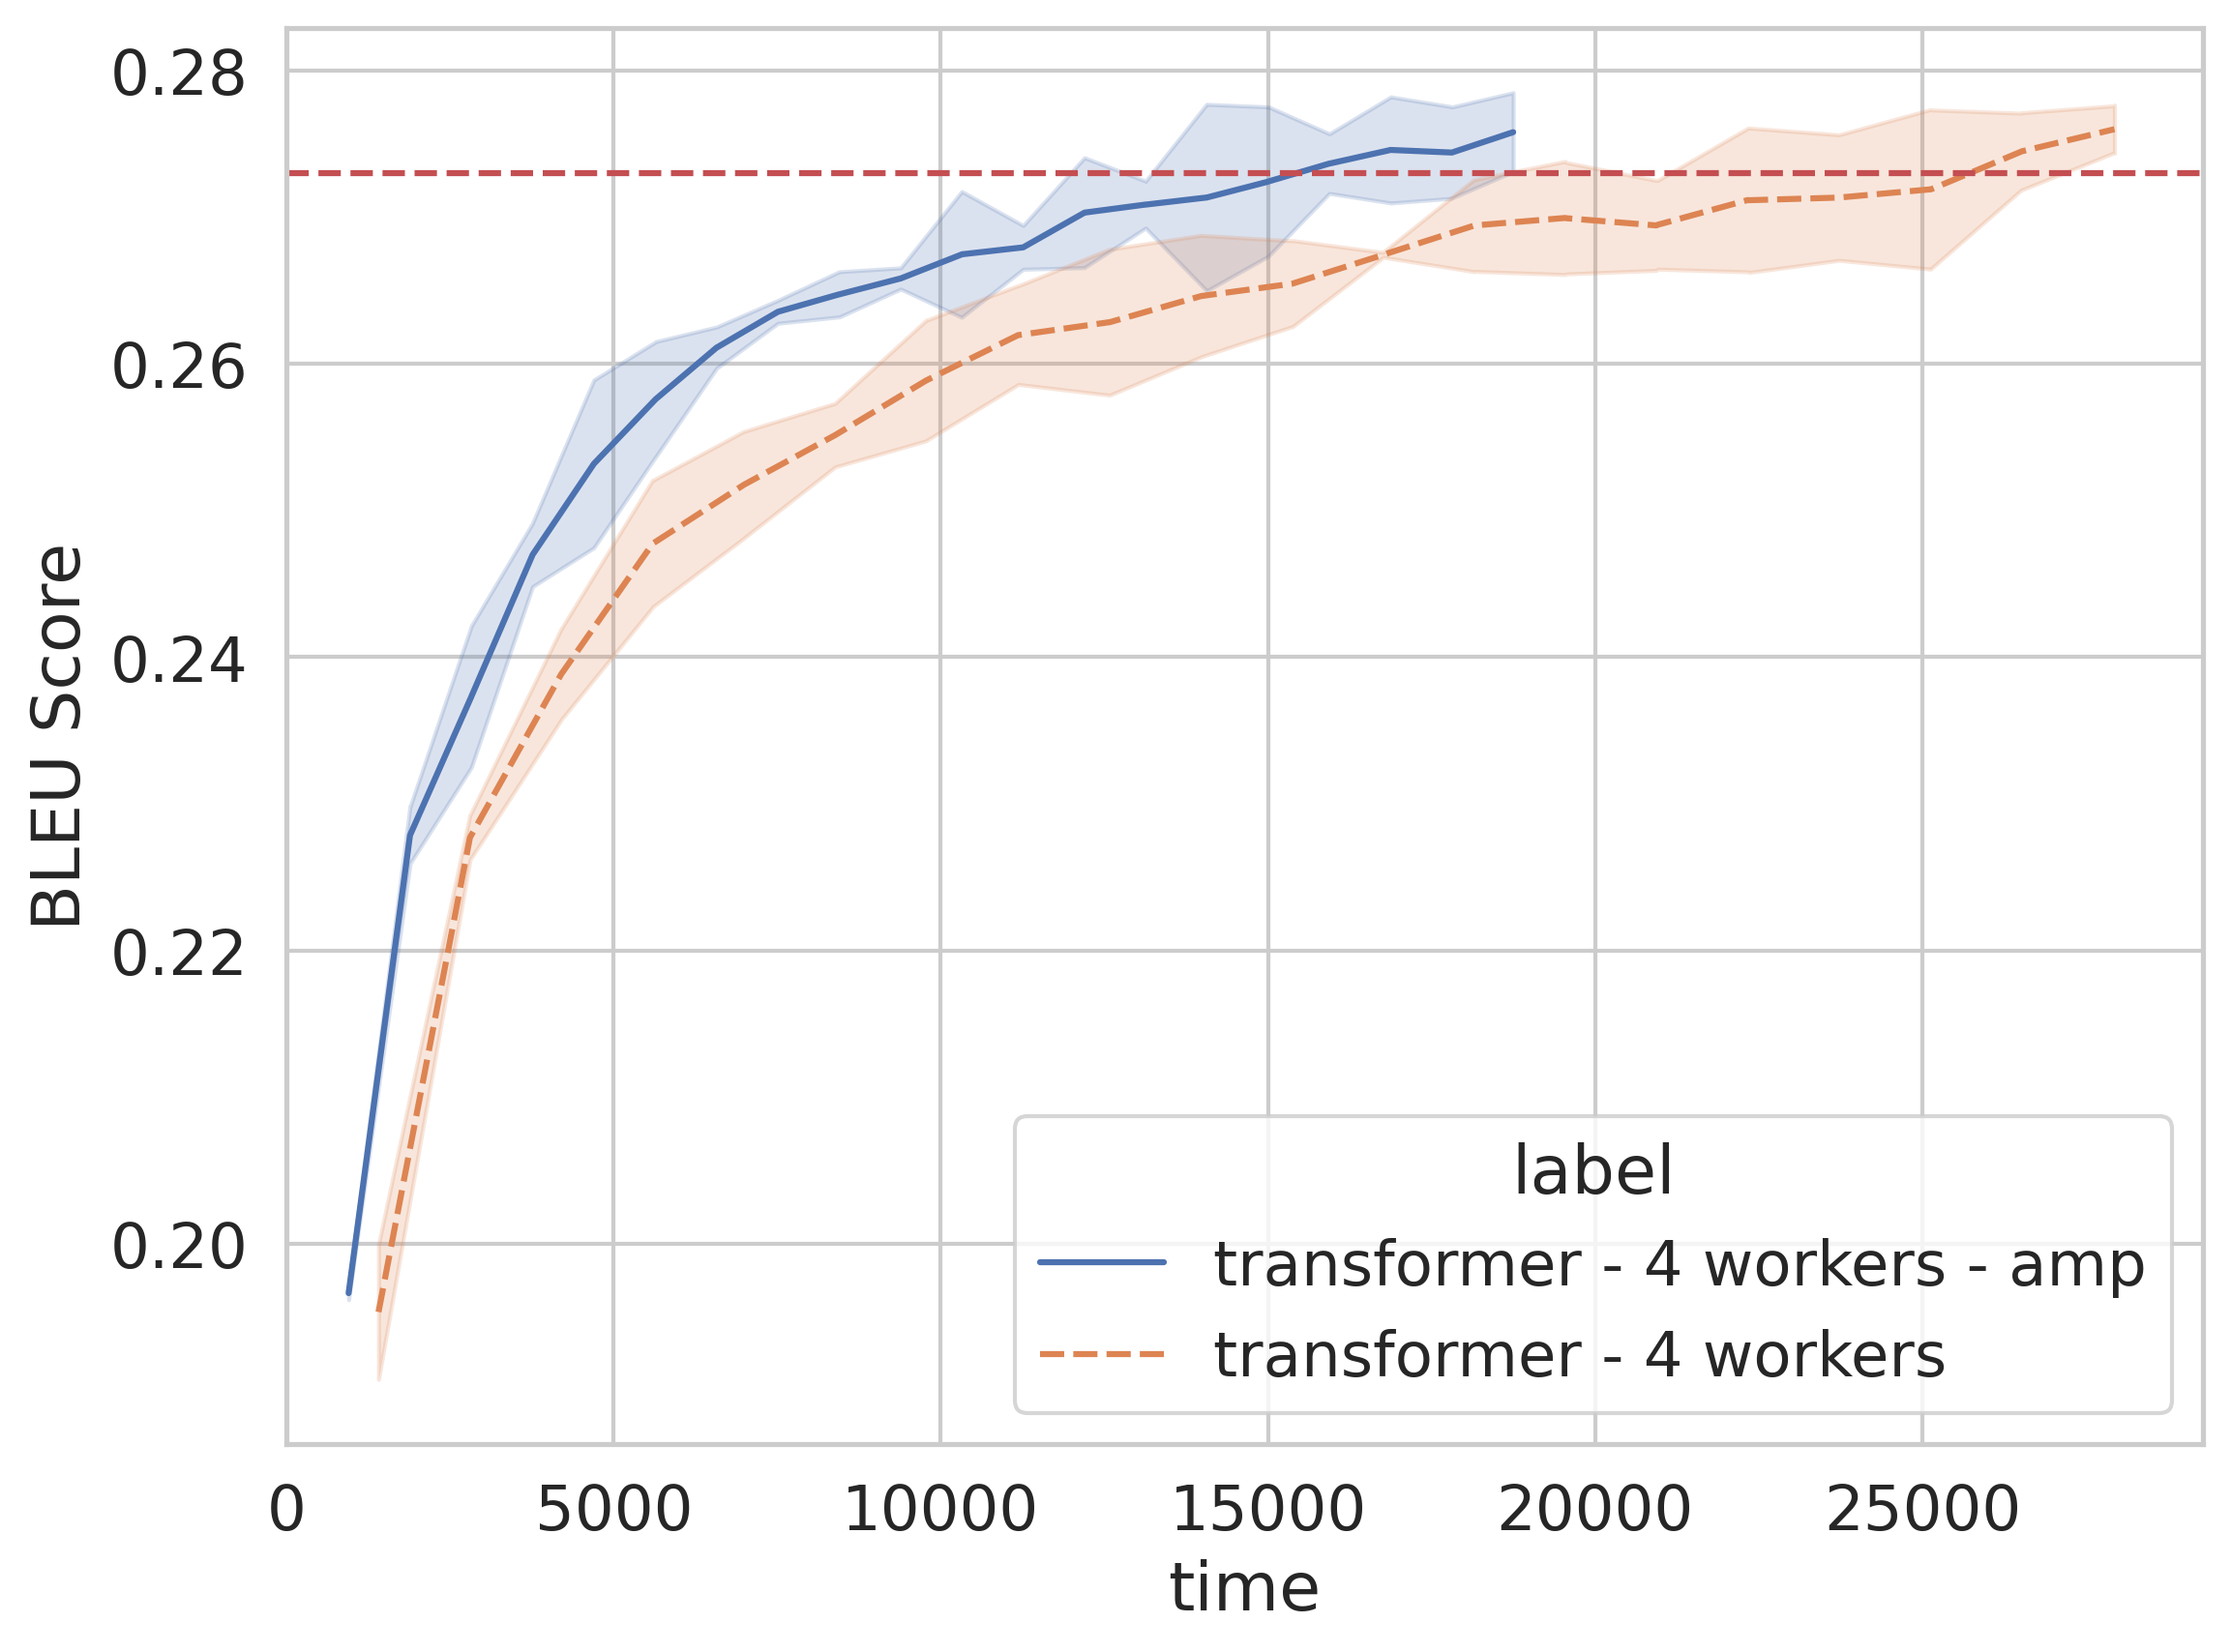 0.28
0.26
0.24
0.22
0.20
BLEU Score
label
transformer - 4 workers - amp
transformer - 4 workers
0 5000 10000 15000 20000 25000
time